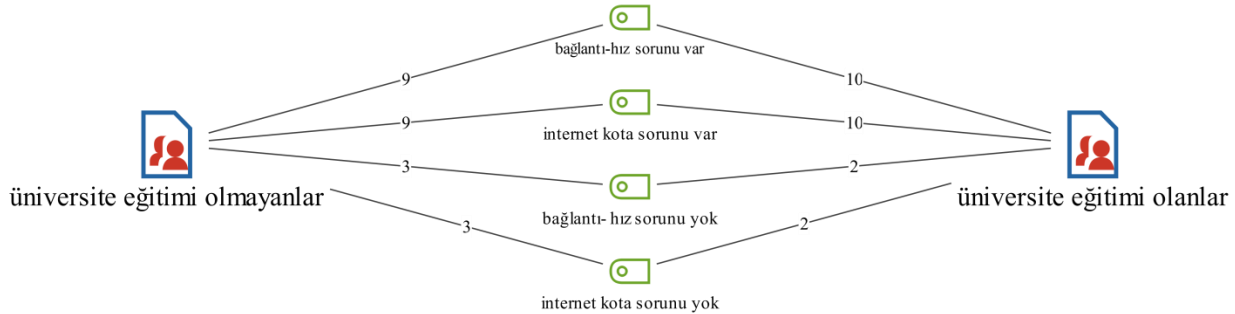 bağlantı-hız sorunu var
9
10
internet kota sorunu var
9
10
üniversite eğitimi olmayanlar
üniversite eğitimi olanlar
3
2
bağlantı- hız sorunu yok
3
2
internet kota sorunu yok